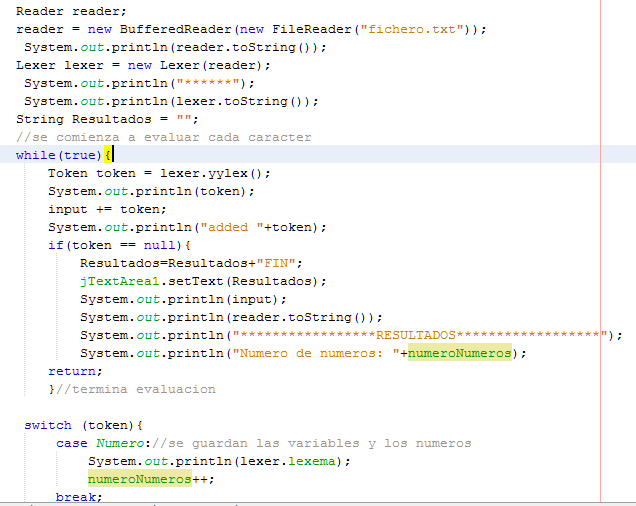 Reader reader;
reader = new BufferedReader(new FileReader("fichero.txt"));
System.out.println(reader.toString());
Lexer lexer = new Lexer(reader);
System.out.println("******");
System.out.println(lexer.toString());
String Resultados = "";
//se comienza a evaluar cada caracter
while(true){
Token token = lexer.yylex();
System.out.println(token);
input += token;
System.out.println("added "+token);
if(token == null){
Resultados=Resultados+"FIN";
jTextArea1.setText(Resultados);
System.out.println(input);
System.out.println(reader.toString());
System.out.println("*****************RESULTADOS******************");
System.out.println("Numero de numeros: "+numeroNumeros);
return;
}//termina evaluacion
switch (token){
case Numero://se guardan las variables y los numeros
System.out.println(lexer.lexema);
numeroNumeros++;
break;